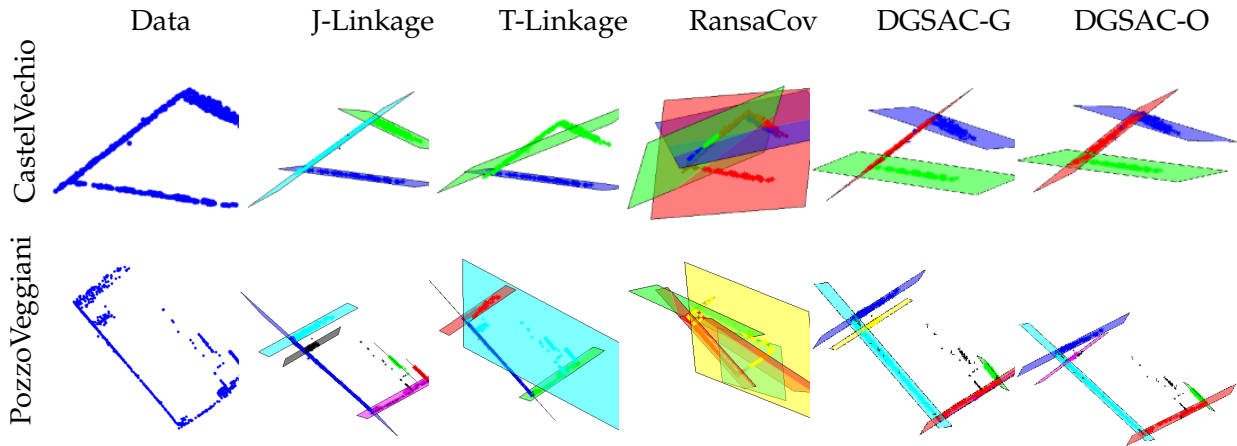 Data J-Linkage T-Linkage RansaCov DGSAC-G DGSAC-O
CastelVechio
PozzoVeggiani